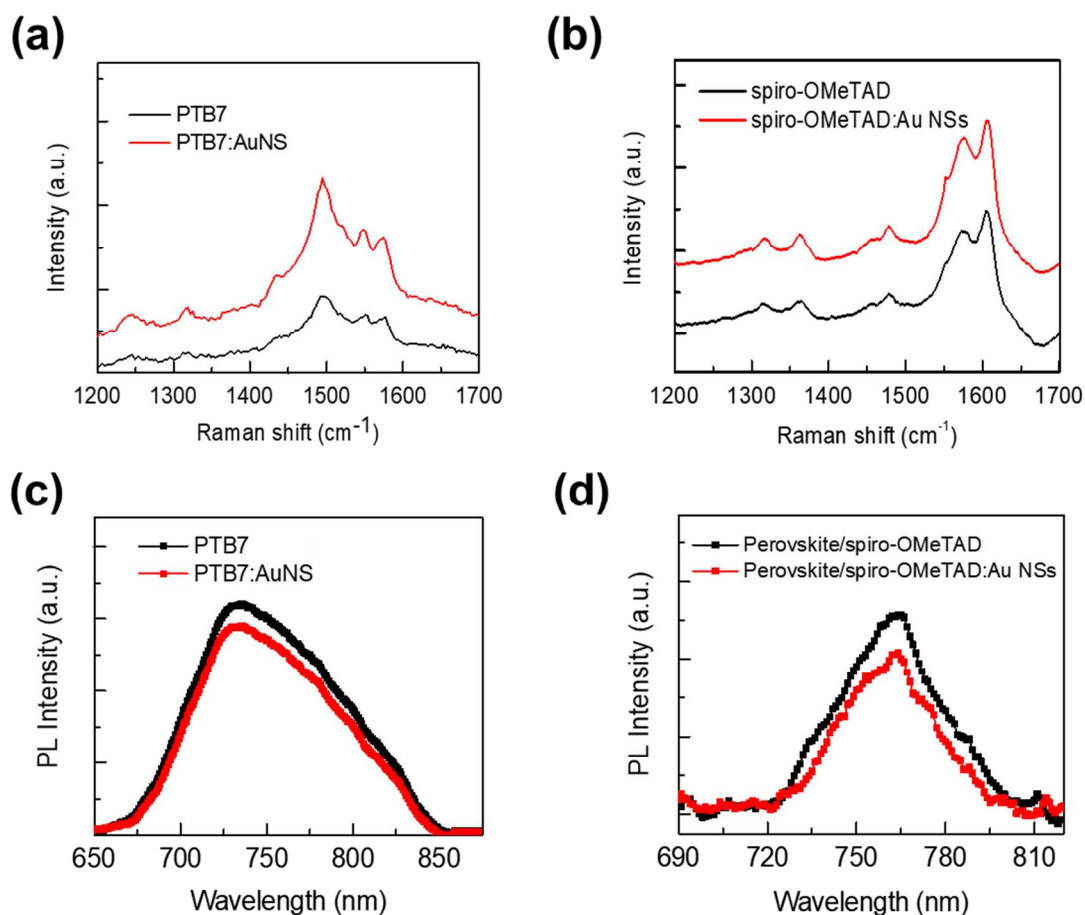 (a)
PTB7
PTB7:AuNS
Intensity (a.u.)
1200 1300 1400 1500 1600 1700
Raman shift (cm⁻¹)
(b)
spiro-OMeTAD
spiro-OMeTAD:Au NSs
Intensity (a.u.)
1200 1300 1400 1500 1600 1700
Raman shift (cm⁻¹)
(c)
PTB7
PTB7:AuNS
PL Intensity (a.u.)
650 700 750 800 850
Wavelength (nm)
(d)
Perovskite/spiro-OMeTAD
Perovskite/spiro-OMeTAD:Au NSs
PL Intensity (a.u.)
690 720 750 780 810
Wavelength (nm)